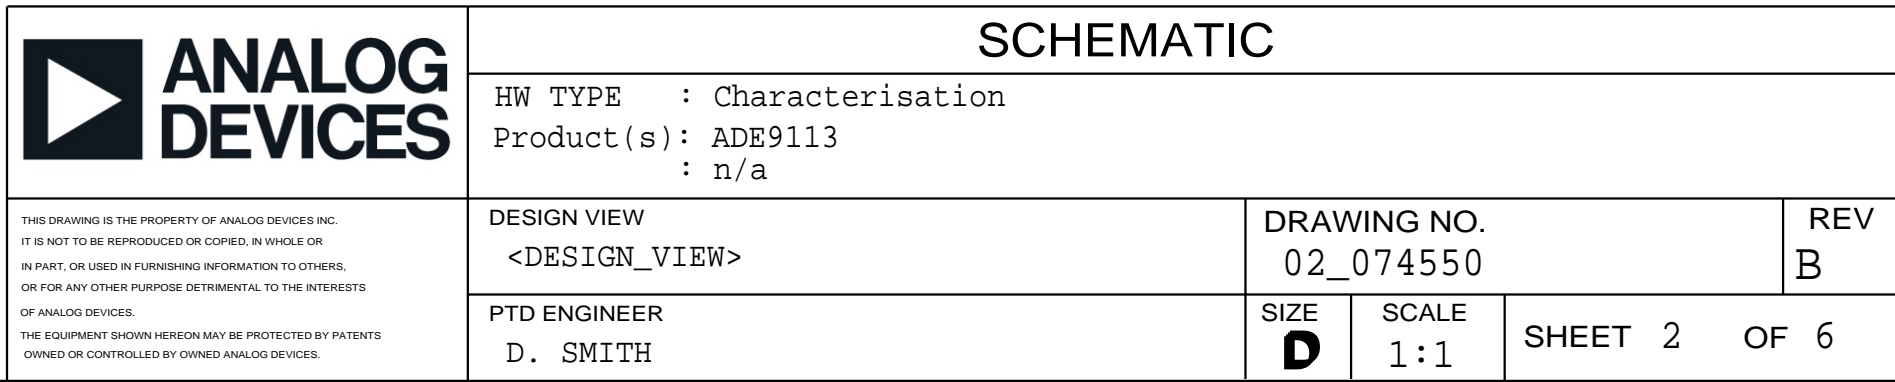 ANALOG
DEVICES
SCHEMATIC
HW TYPE : Characterisation
Product(s): ADE9113
: n/a
THIS DRAWING IS THE PROPERTY OF ANALOG DEVICES INC.
IT IS NOT TO BE REPRODUCED OR COPIED, IN WHOLE OR
IN PART, OR USED IN FURNISHING INFORMATION TO OTHERS,
OR FOR ANY OTHER PURPOSE DETRIMENTAL TO THE INTERESTS
OF ANALOG DEVICES.
THE EQUIPMENT SHOWN HEREON MAY BE PROTECTED BY PATENTS
OWNED OR CONTROLLED BY OWNED ANALOG DEVICES.
DESIGN VIEW
<DESIGN_VIEW>
DRAWING NO.
02_074550
REV
B
PTD ENGINEER
D. SMITH
SIZE
D
SCALE
1:1
SHEET 2 OF 6